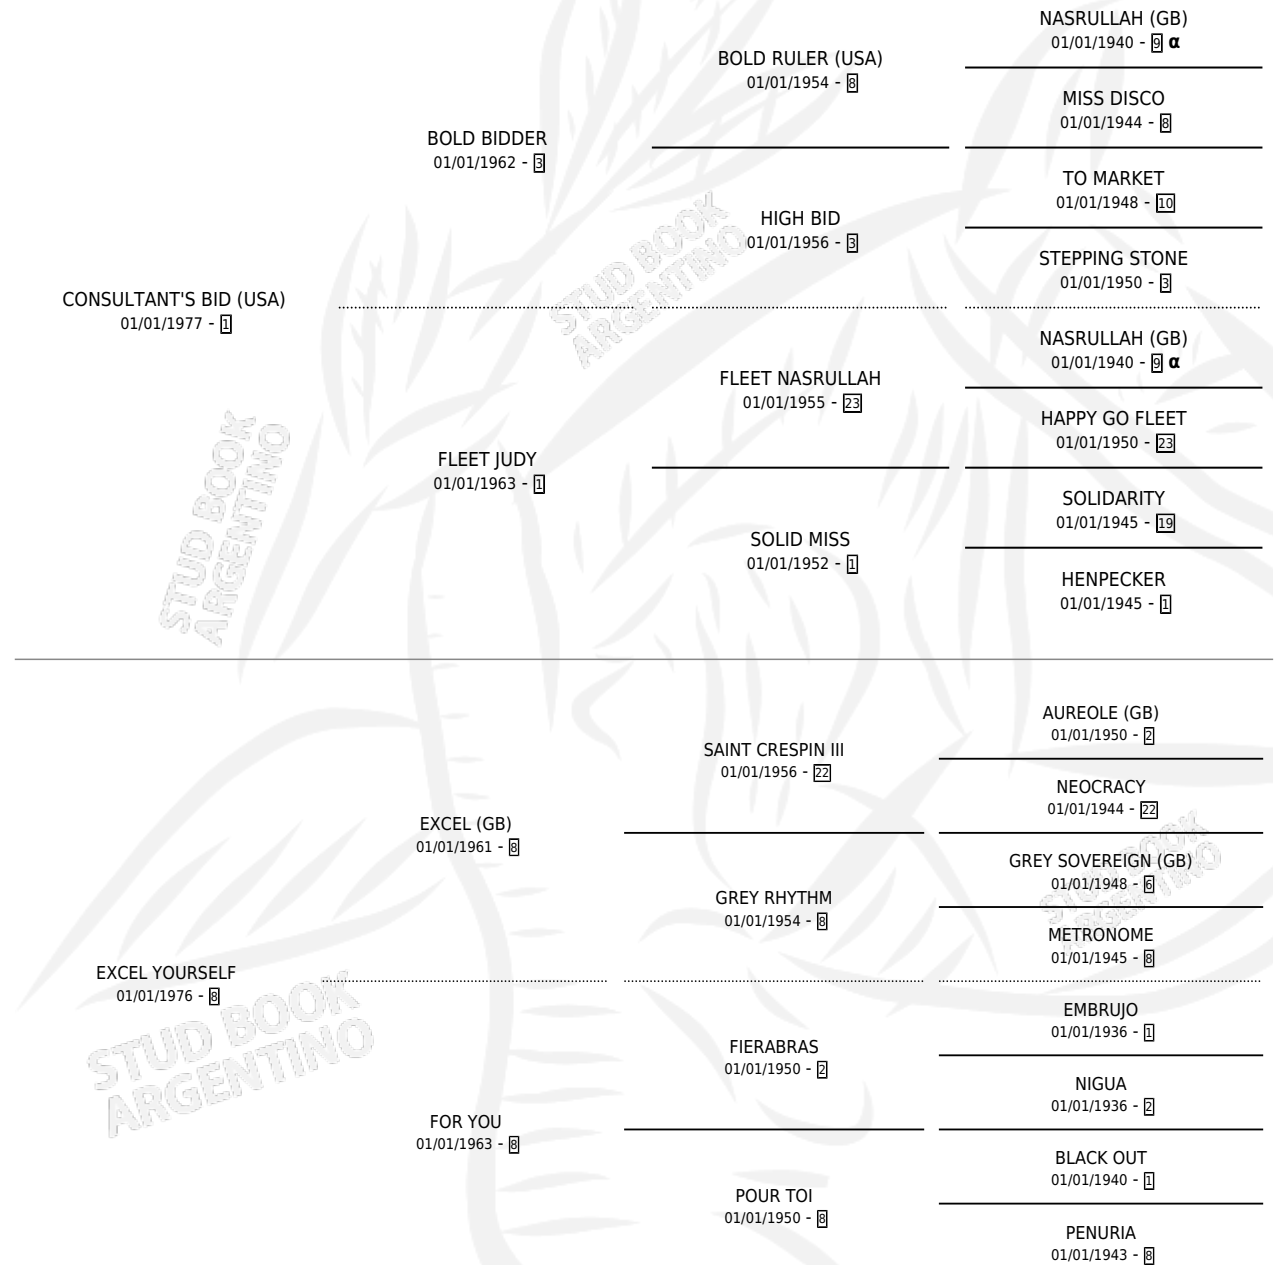 NASRULLAH (GB)
01/01/1940 - 9 α
BOLD RULER (USA)
01/01/1954 - 8
MISS DISCO
01/01/1944 - 8
BOLD BIDDER
01/01/1962 - 3
TO MARKET
01/01/1948 - 10
HIGH BID
01/01/1956 - 3
STEPPING STONE
01/01/1950 - 3
CONSULTANT'S BID (USA)
01/01/1977 - 1
NASRULLAH (GB)
01/01/1940 - 9 α
FLEET NASRULLAH
01/01/1955 - 23
HAPPY GO FLEET
01/01/1950 - 23
FLEET JUDY
01/01/1963 - 1
SOLIDARITY
01/01/1945 - 19
SOLID MISS
01/01/1952 - 1
HENPECKER
01/01/1945 - 1
AUREOLE (GB)
01/01/1950 - 2
SAINT CRESPIN III
01/01/1956 - 22
NEOCRACY
01/01/1944 - 22
EXCEL (GB)
01/01/1961 - 8
GREY SOVEREIGN (GB)
01/01/1948 - 6
GREY RHYTHM
01/01/1954 - 8
METRONOME
01/01/1945 - 8
EXCEL YOURSELF
01/01/1976 - 8
EMBRUJO
01/01/1936 - 1
FIERABRAS
01/01/1950 - 2
NIGUA
01/01/1936 - 2
FOR YOU
01/01/1963 - 8
BLACK OUT
01/01/1940 - 1
POUR TOI
01/01/1950 - 8
PENURIA
01/01/1943 - 8
STUD BOOK
ARGENTINO
STUD BOOK
ARGENTINO
STUD BOOK
ARGENTINO
STUD BOOK
ARGENTINO